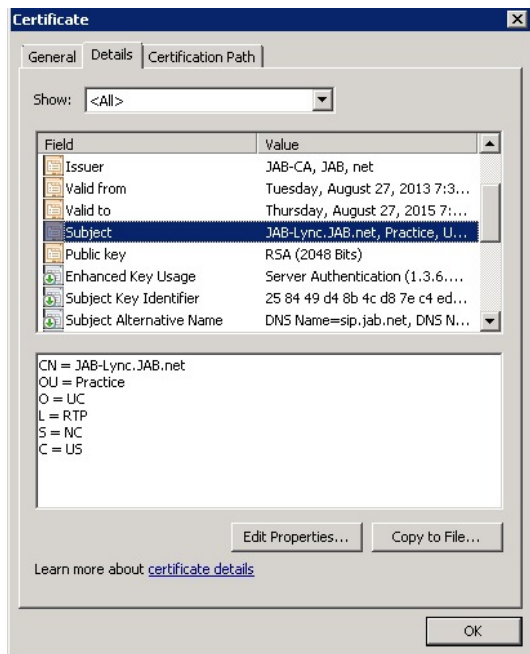 Certificate
General Details Certification Path
Show: <All>
Field Value
Issuer JAB-CA, JAB, net
Valid from Tuesday, August 27, 2013 7:3...
Valid to Thursday, August 27, 2015 7:...
Subject JAB-Lync.JAB.net, Practice, U...
Public key RSA (2048 Bits)
Enhanced Key Usage Server Authentication (1.3.6....
Subject Key Identifier 25 84 49 d4 8b 4c d8 7e c4 ed...
Subject Alternative Name DNS Name=sip.jab.net, DNS N...
CN = JAB-Lync.JAB.net
OU = Practice
O = UC
L = RTP
S = NC
C = US
Edit Properties... Copy to File...
Learn more about certificate details
OK